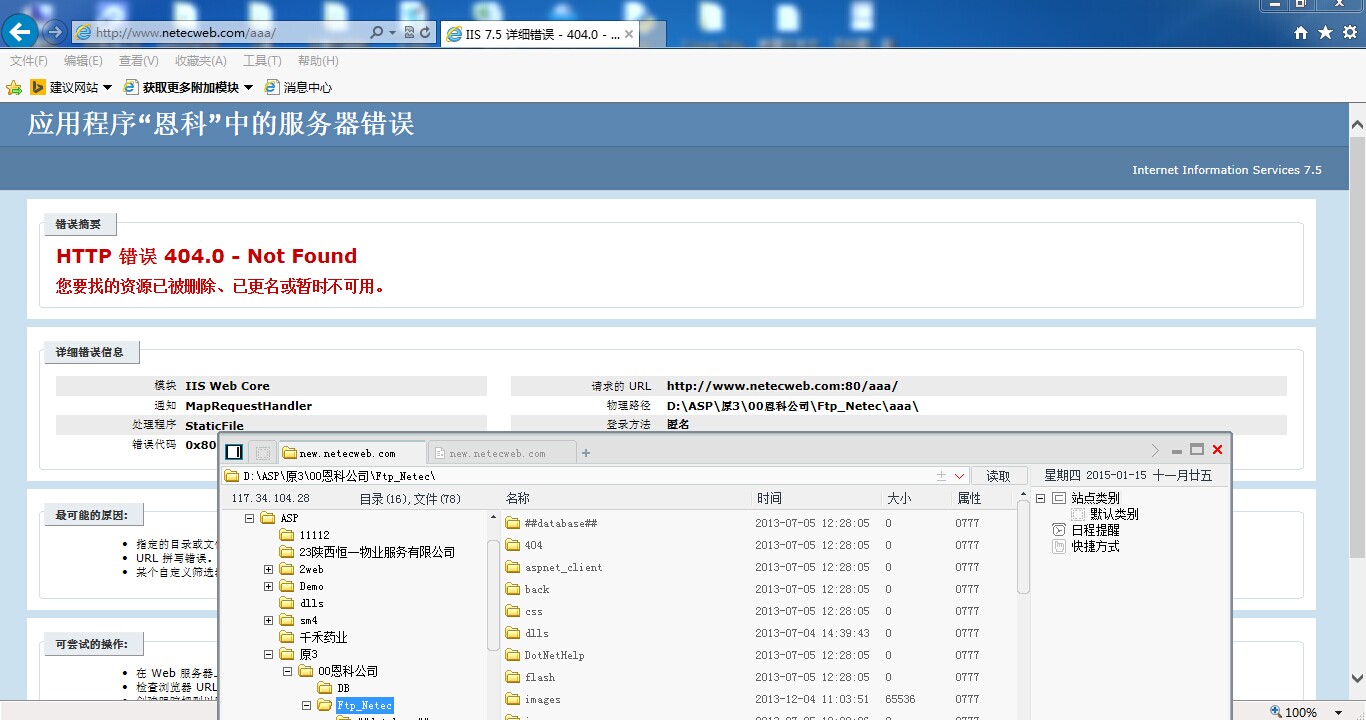 http://www.netecweb.com/aaa/
IIS 7.5 详细错误 - 404.0 - ...
文件(F) 编辑(E) 查看(V) 收藏夹(A) 工具(T) 帮助(H)
建议网站 获取更多附加模块 消息中心
应用程序“恩科”中的服务器错误
Internet Information Services 7.5
错误摘要
HTTP 错误 404.0 - Not Found
您要找的资源已被删除、已更名或暂时不可用。
详细错误信息
模块 IIS Web Core
通知 MapRequestHandler
处理程序 StaticFile
错误代码 0x80
请求的 URL http://www.netecweb.com:80/aaa/
物理路径 D:\ASP\原3\00恩科公司\Ftp_Netec\aaa\
登录方法 匿名
最可能的原因:
指定的目录或文
URL 拼写错误。
某个自定义筛选
可尝试的操作:
在 Web 服务器
检查浏览器 URL
new.netecweb.com
new.netecweb.com
+
D:\ASP\原3\00恩科公司\Ftp_Netec\
读取
星期四 2015-01-15 十一月廿五
117.34.104.28 目录(16),文件(78)
ASP
11112
23陕西恒一物业服务有限公司
2web
Demo
dlls
sm4
千禾药业
原3
00恩科公司
DB
Ftp_Netec
名称 时间 大小 属性
##database## 2013-07-05 12:28:05 0 0777
404 2013-07-05 12:28:05 0 0777
aspnet_client 2013-07-05 12:28:05 0 0777
back 2013-07-05 12:28:05 0 0777
css 2013-07-05 12:28:05 0 0777
dlls 2013-07-04 14:39:43 0 0777
DotNetHelp 2013-07-05 12:28:05 0 0777
flash 2013-07-05 12:28:05 0 0777
images 2013-12-04 11:03:51 65536 0777
站点类别
默认类别
日程提醒
快捷方式
100%